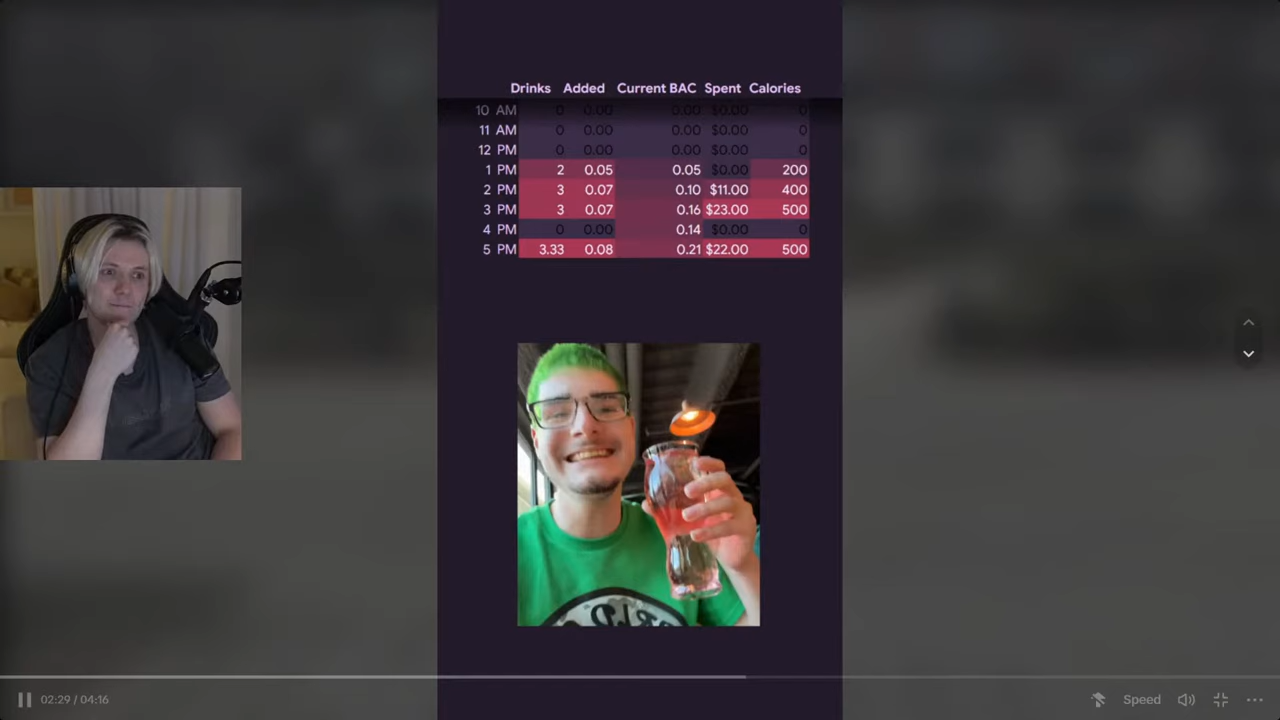 Drinks Added Current BAC Spent Calories
10 AM 0 0.00 0.00 $0.00 0
11 AM 0 0.00 0.00 $0.00 0
12 PM 0 0.00 0.00 $0.00 0
1 PM 2 0.05 0.05 $0.00 200
2 PM 3 0.07 0.10 $11.00 400
3 PM 3 0.07 0.16 $23.00 500
4 PM 0 0.00 0.14 $0.00 0
5 PM 3.33 0.08 0.21 $22.00 500
02:29 / 04:16
Speed